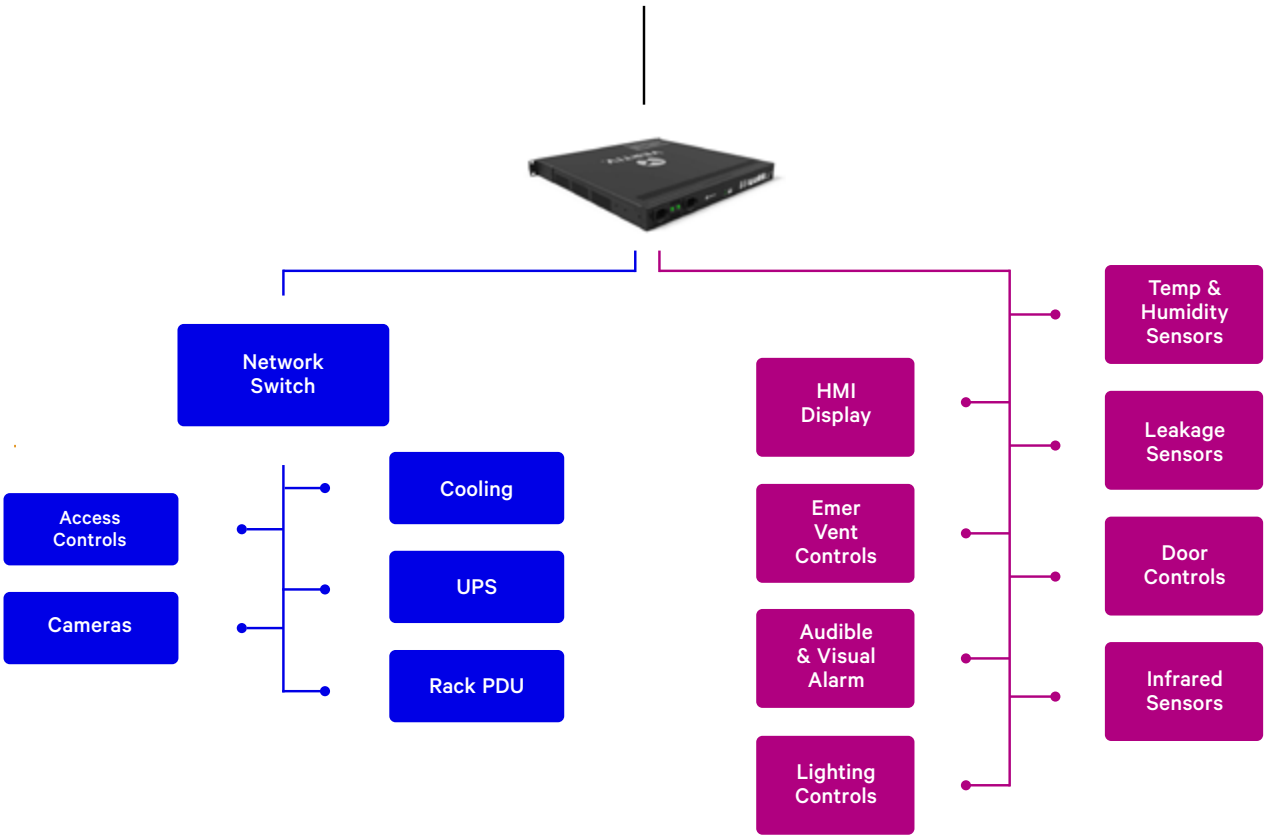 VERTIV
Network
Switch
Access
Controls
Cameras
Cooling
UPS
Rack PDU
HMI
Display
Emer
Vent
Controls
Audible
& Visual
Alarm
Lighting
Controls
Temp &
Humidity
Sensors
Leakage
Sensors
Door
Controls
Infrared
Sensors